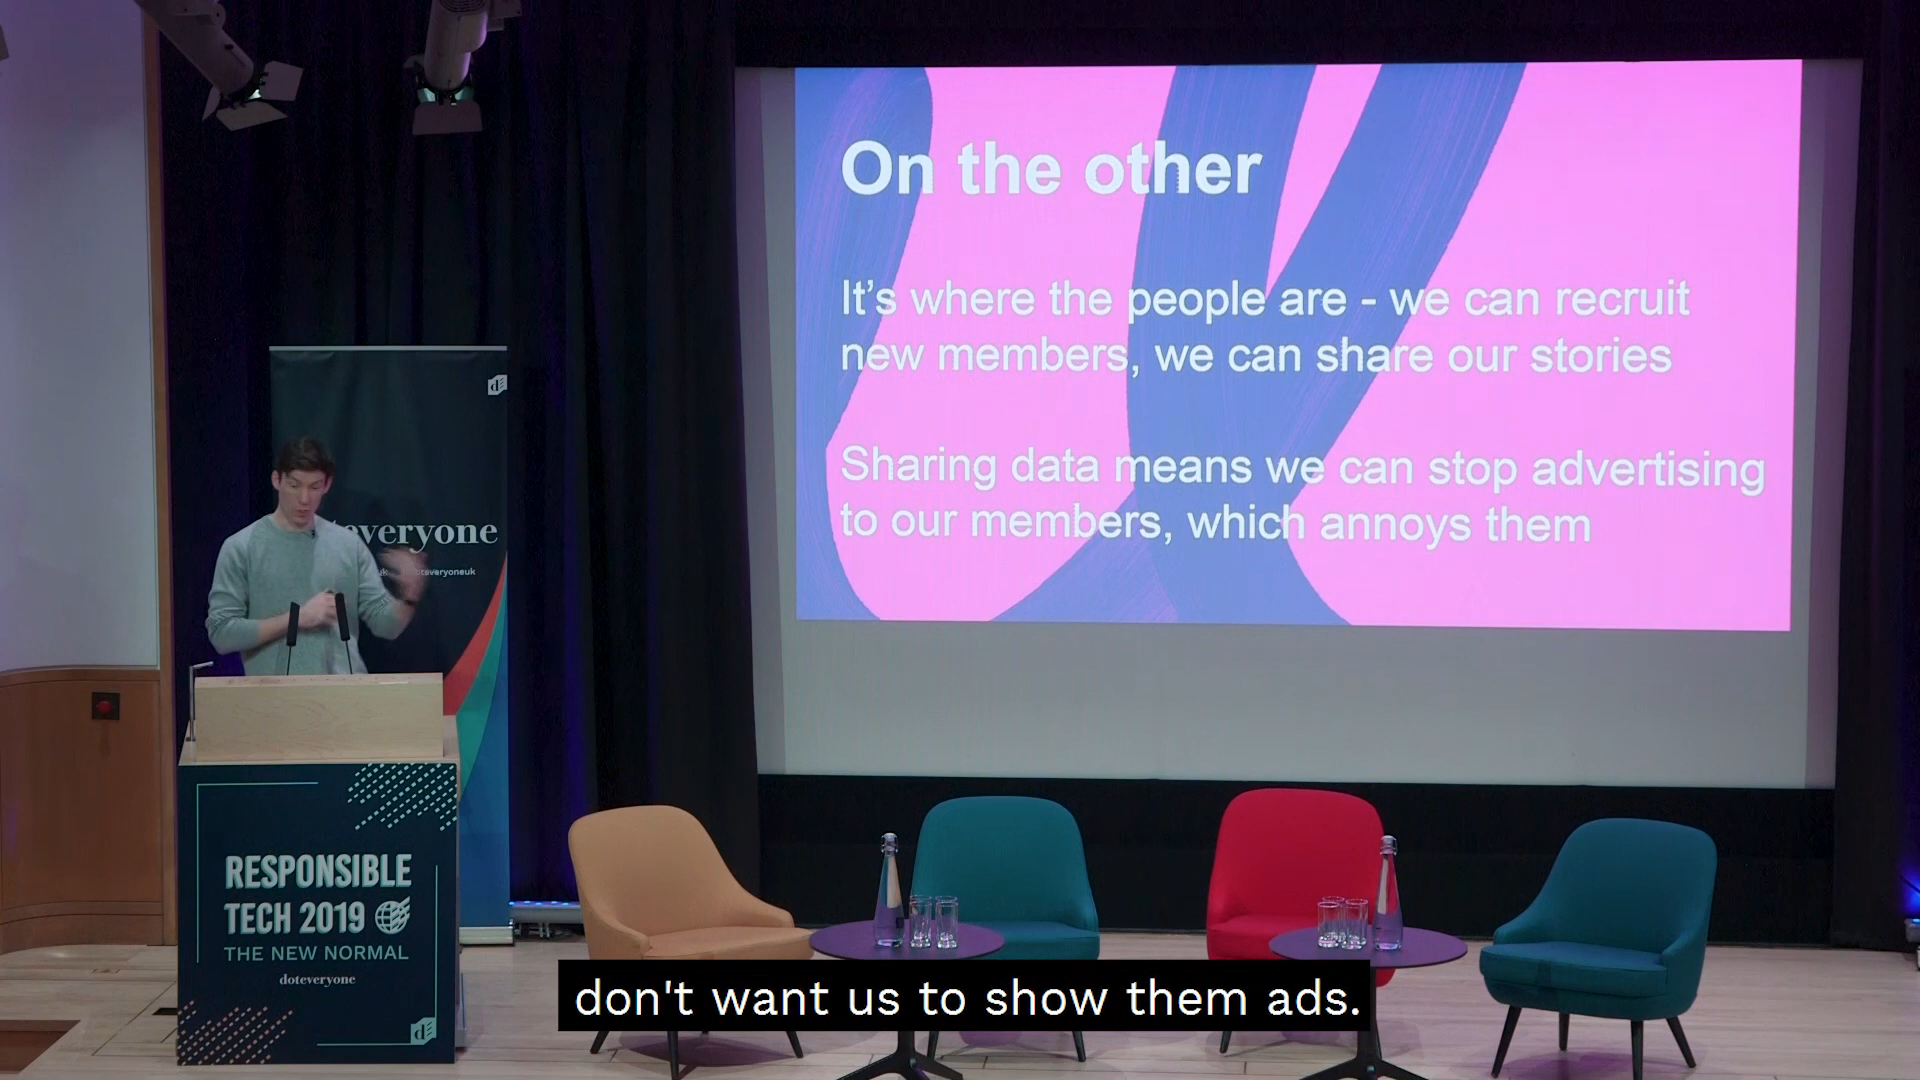 On the other
It's where the people are - we can recruit
new members, we can share our stories
Sharing data means we can stop advertising
to our members, which annoys them
everyone
oteveryoneuk
RESPONSIBLE
TECH 2019
THE NEW NORMAL
doteveryone
d
don't want us to show them ads.